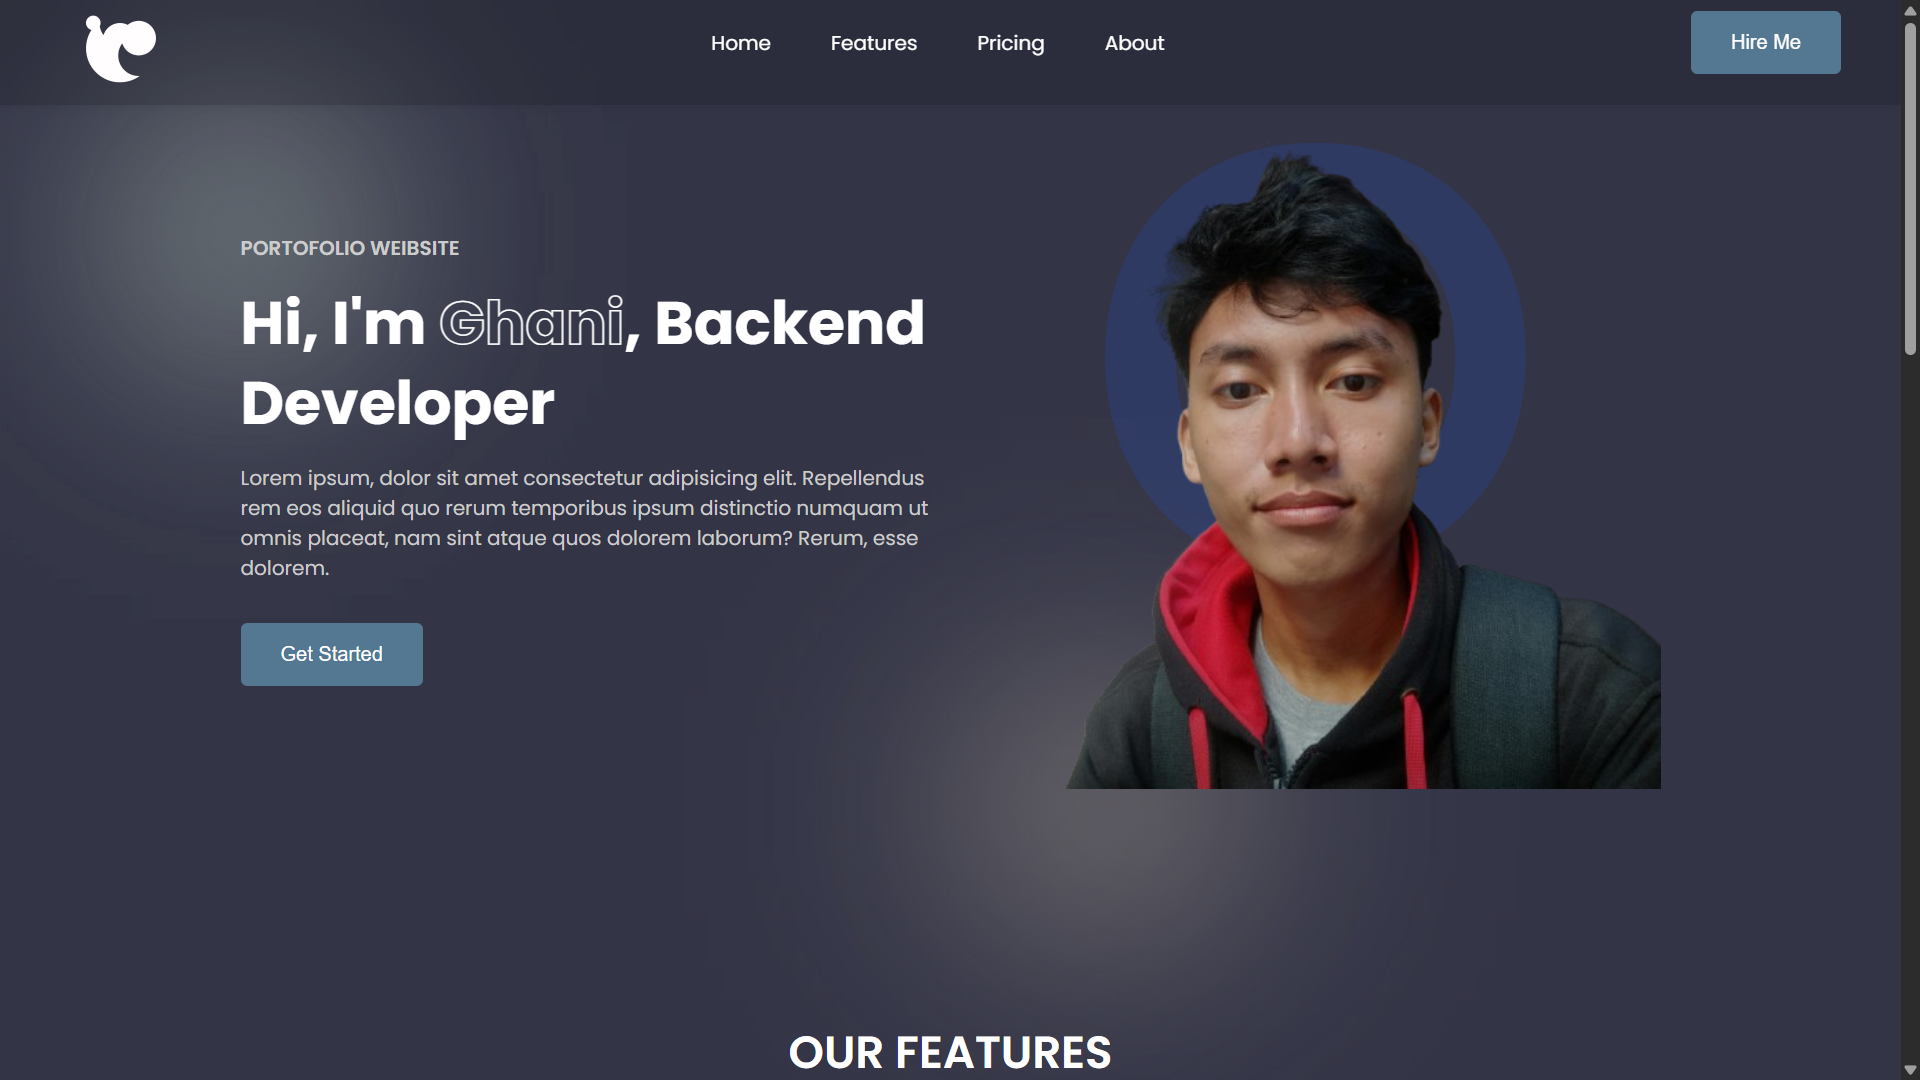 Home Features Pricing About Hire Me
PORTOFOLIO WEIBSITE
Hi, I'm Ghani, Backend
Developer
Lorem ipsum, dolor sit amet consectetur adipisicing elit. Repellendus
rem eos aliquid quo rerum temporibus ipsum distinctio numquam ut
omnis placeat, nam sint atque quos dolorem laborum? Rerum, esse
dolorem.
Get Started
OUR FEATURES